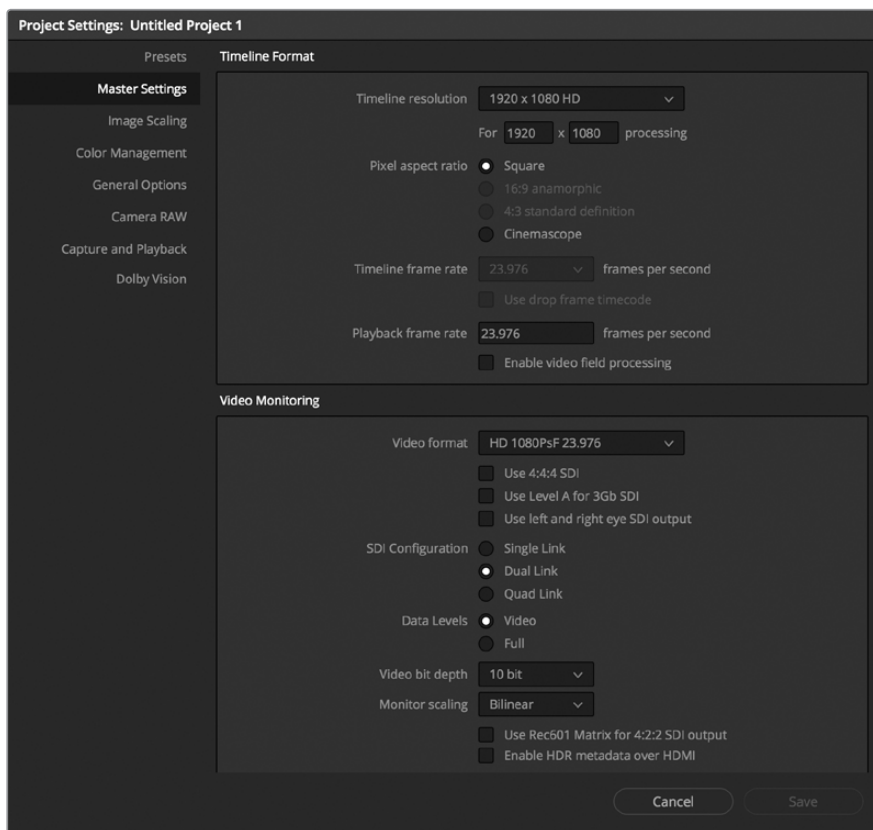 Project Settings: Untitled Project 1
Presets
Master Settings
Image Scaling
Color Management
General Options
Camera RAW
Capture and Playback
Dolby Vision
Timeline Format
Timeline resolution 1920 x 1080 HD
For 1920 x 1080 processing
Pixel aspect ratio Square
16:9 anamorphic
4:3 standard definition
Cinemascope
Timeline frame rate 23.976 frames per second
Use drop frame timecode
Playback frame rate 23.976 frames per second
Enable video field processing
Video Monitoring
Video format HD 1080PsF 23.976
Use 4:4:4 SDI
Use Level A for 3Gb SDI
Use left and right eye SDI output
SDI Configuration Single Link
Dual Link
Quad Link
Data Levels Video
Full
Video bit depth 10 bit
Monitor scaling Bilinear
Use Rec601 Matrix for 4:2:2 SDI output
Enable HDR metadata over HDMI
Cancel Save